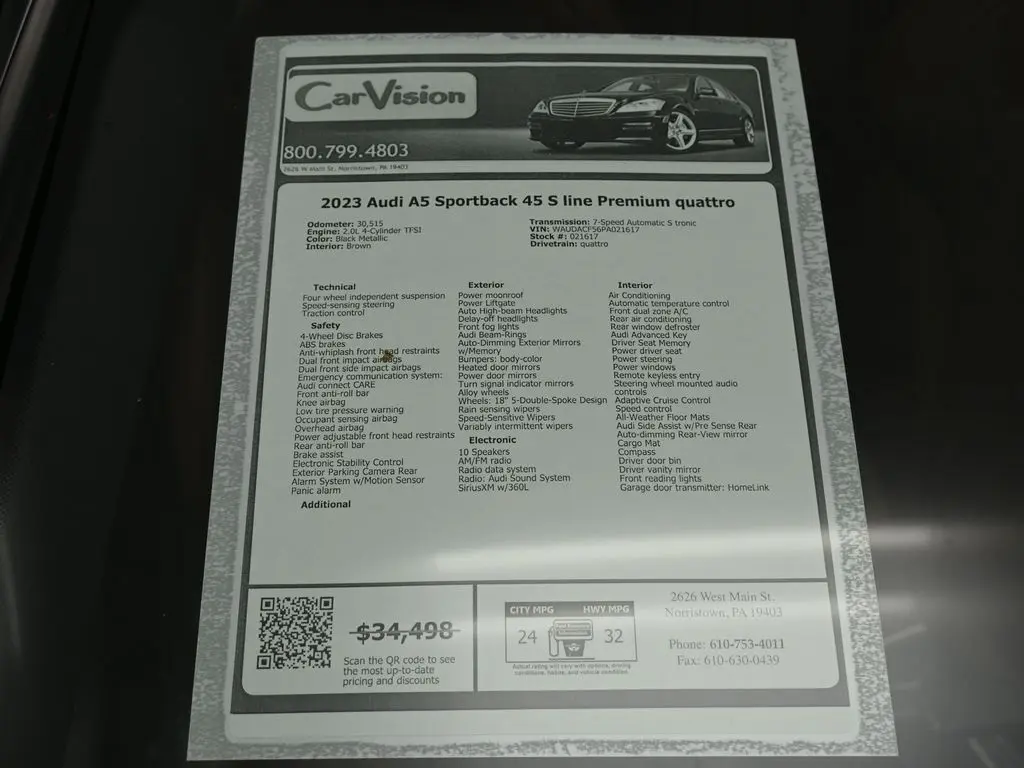 CarVision
800.799.4803
2626 W Main St. Norristown, PA 19403
2023 Audi A5 Sportback 45 S line Premium quattro
Odometer: 30,515
Engine: 2.0L 4-Cylinder TFSI
Color: Black Metallic
Interior: Brown
Transmission: 7-Speed Automatic S tronic
VIN: WAUDACF56PA021617
Stock #: 021617
Drivetrain: quattro
Technical
Four wheel independent suspension
Speed-sensing steering
Traction control
Safety
4-Wheel Disc Brakes
ABS brakes
Anti-whiplash front head restraints
Dual front impact airbags
Dual front side impact airbags
Emergency communication system:
Audi connect CARE
Front anti-roll bar
Knee airbag
Low tire pressure warning
Occupant sensing airbag
Overhead airbag
Power adjustable front head restraints
Rear anti-roll bar
Brake assist
Electronic Stability Control
Exterior Parking Camera Rear
Alarm System w/Motion Sensor
Panic alarm
Additional
Exterior
Power moonroof
Power Liftgate
Auto High-beam Headlights
Delay-off headlights
Front fog lights
Audi Beam-Rings
Auto-Dimming Exterior Mirrors
w/Memory
Bumpers: body-color
Heated door mirrors
Power door mirrors
Turn signal indicator mirrors
Alloy wheels
Wheels: 18" 5-Double-Spoke Design
Rain sensing wipers
Speed-Sensitive Wipers
Variably intermittent wipers
Electronic
10 Speakers
AM/FM radio
Radio data system
Radio: Audi Sound System
SiriusXM w/360L
Interior
Air Conditioning
Automatic temperature control
Front dual zone A/C
Rear air conditioning
Rear window defroster
Audi Advanced Key
Driver Seat Memory
Power driver seat
Power steering
Power windows
Remote keyless entry
Steering wheel mounted audio
controls
Adaptive Cruise Control
Speed control
All-Weather Floor Mats
Audi Side Assist w/Pre Sense Rear
Auto-dimming Rear-View mirror
Cargo Mat
Compass
Driver door bin
Driver vanity mirror
Front reading lights
Garage door transmitter: HomeLink
$34,498
Scan the QR code to see
the most up-to-date
pricing and discounts
CITY MPG HWY MPG
24 32
Actual rating will vary with options, driving
conditions, habits, and vehicle condition.
2626 West Main St.
Norristown, PA 19403
Phone: 610-753-4011
Fax: 610-630-0439